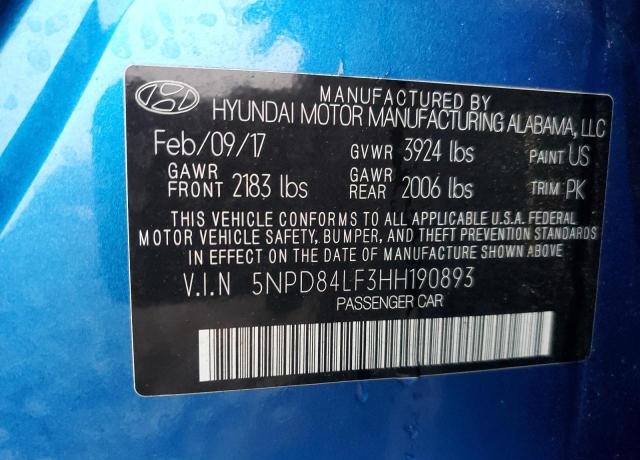 MANUFACTURED BY
HYUNDAI MOTOR MANUFACTURING ALABAMA, LLC
Feb/09/17 GVWR 3924 lbs PAINT US
GAWR FRONT 2183 lbs GAWR REAR 2006 lbs TRIM PK
THIS VEHICLE CONFORMS TO ALL APPLICABLE U.S.A. FEDERAL
MOTOR VEHICLE SAFETY, BUMPER, AND THEFT PREVENTION STANDARDS
IN EFFECT ON THE DATE OF MANUFACTURE SHOWN ABOVE
V.I.N 5NPD84LF3HH190893
PASSENGER CAR